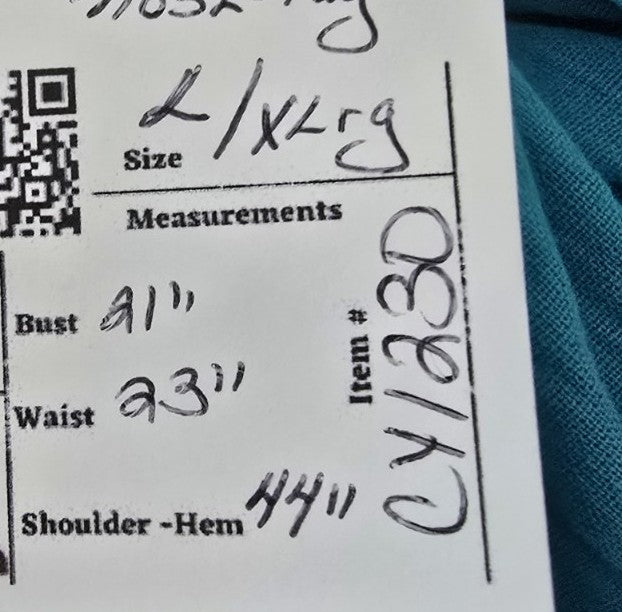 L/XLrg
Size
Measurements
Bust 21"
Waist 23"
Shoulder -Hem 44"
Item # CY1230